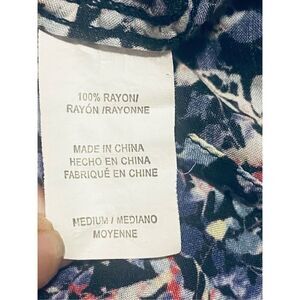 100% RAYON/
RAYÓN /RAYONNE
MADE IN CHINA
HECHO EN CHINA
FABRIQUÉ EN CHINE
MEDIUM / MEDIANO
MOYENNE